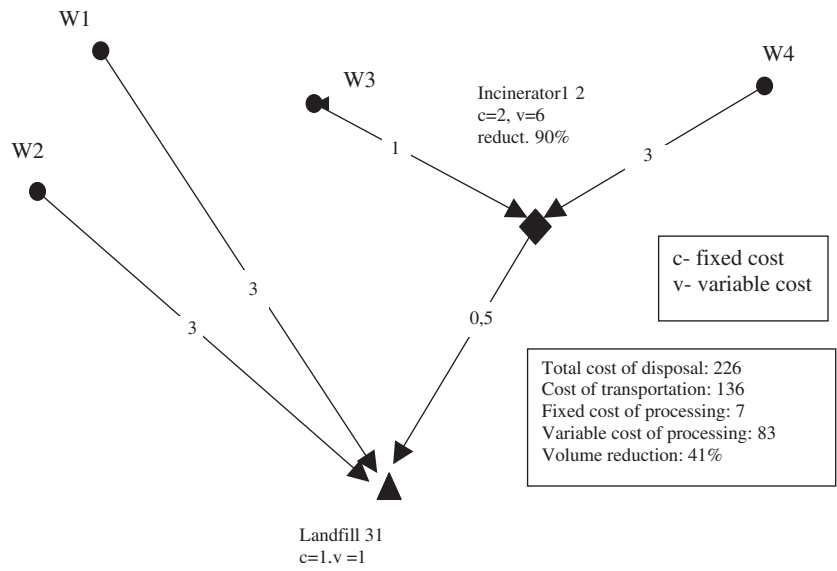 W1
W3
W4
Incinerator1 2
c=2, v=6
reduct. 90%
W2
1
3
c- fixed cost
v- variable cost
3
3
0,5
Total cost of disposal: 226
Cost of transportation: 136
Fixed cost of processing: 7
Variable cost of processing: 83
Volume reduction: 41%
Landfill 31
c=1,v =1